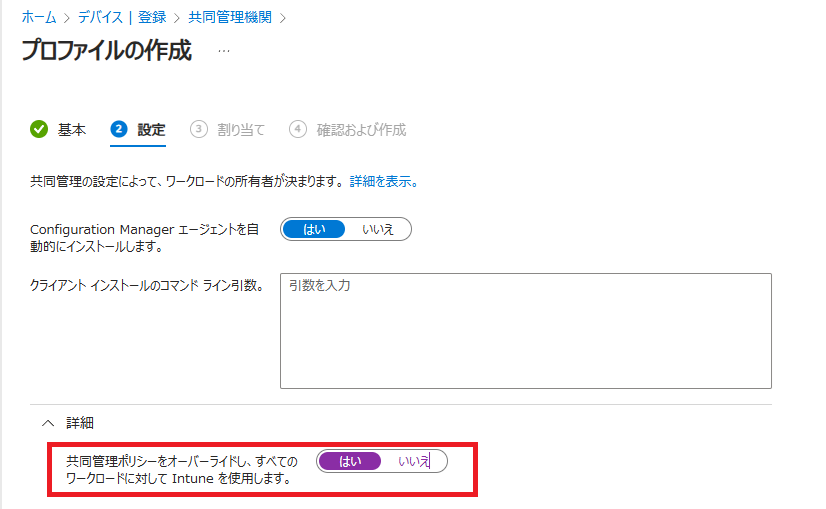 ホーム > デバイス | 登録 > 共同管理機関 >
プロファイルの作成 …
基本 2 設定 3 割り当て 4 確認および作成
共同管理の設定によって、ワークロードの所有者が決まります。詳細を表示。
Configuration Manager エージェントを自
動的にインストールします。
はい いいえ
クライアント インストールのコマンド ライン引数。
引数を入力
詳細
共同管理ポリシーをオーバーライドし、すべての
ワークロードに対して Intune を使用します。
はい いいえ